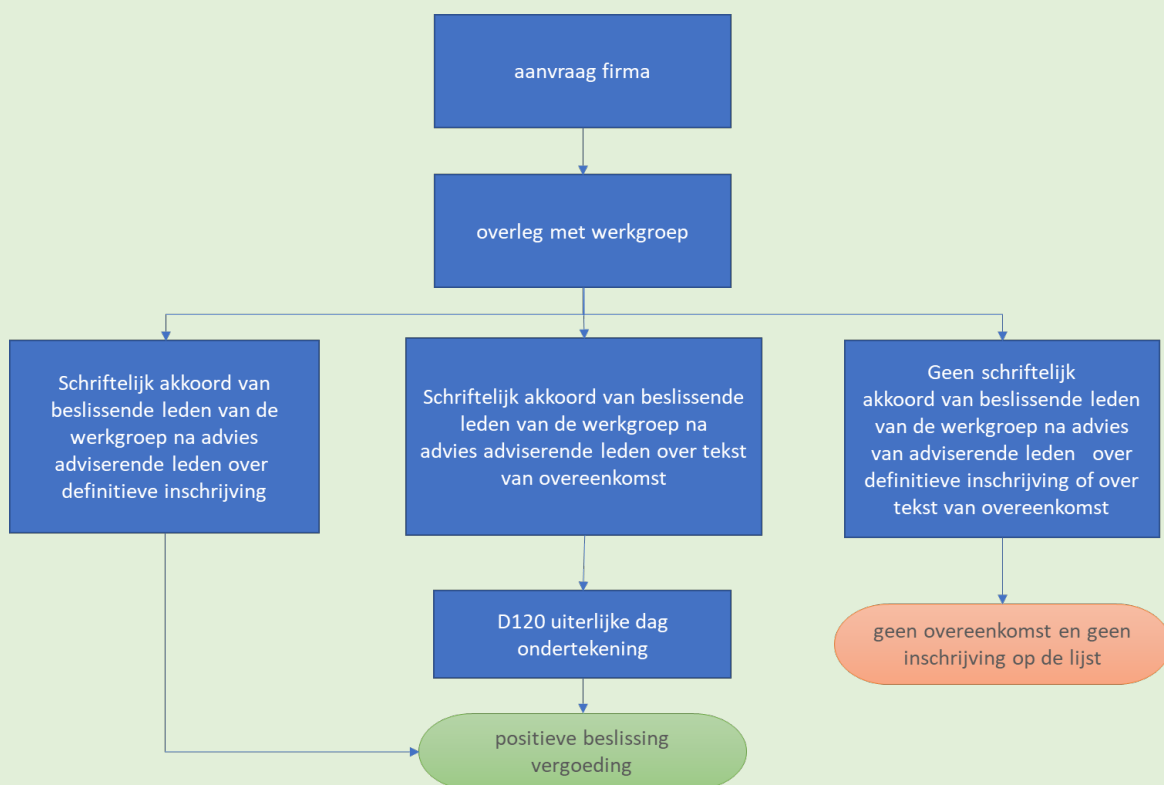 aanvraag firma
overleg met werkgroep
Schriftelijk akkoord van
beslissende leden van de
werkgroep na advies
adviserende leden over
definitieve inschrijving
Schriftelijk akkoord van beslissende
leden van de werkgroep na
advies adviserende leden over tekst
van overeenkomst
Geen schriftelijk
akkoord van beslissende leden
van de werkgroep na advies
van adviserende leden over
definitieve inschrijving of over
tekst van overeenkomst
D120 uiterlijke dag
ondertekening
geen overeenkomst en geen
inschrijving op de lijst
positieve beslissing
vergoeding